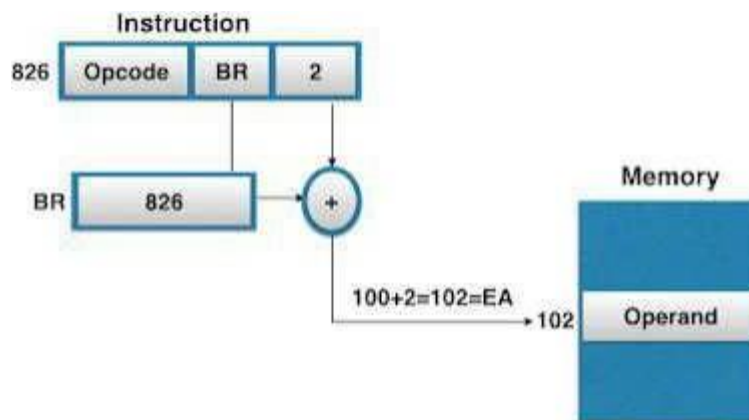 Instruction
826 Opcode BR 2
BR 826 +
Memory
100+2=102=EA
102 Operand